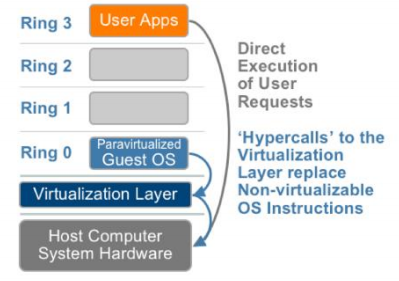 Ring 3
User Apps
Ring 2
Ring 1
Ring 0
Paravirtualized
Guest OS
Virtualization Layer
Host Computer
System Hardware
Direct
Execution
of User
Requests
‘Hypercalls’ to the
Virtualization
Layer replace
Non-virtualizable
OS Instructions